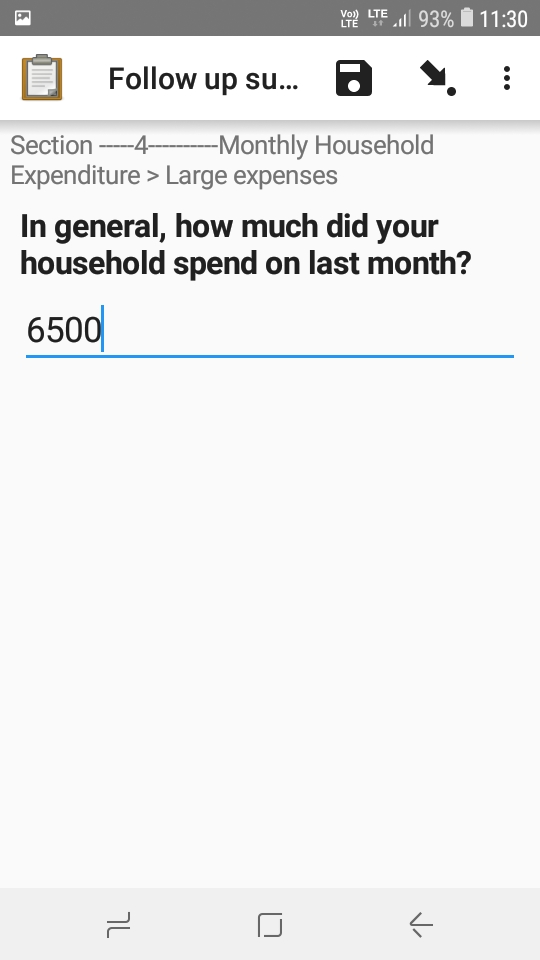 Vo)) LTE LTE 93% 11:30
Follow up su...
Section -----4----------Monthly Household
Expenditure > Large expenses
In general, how much did your
household spend on last month?
6500